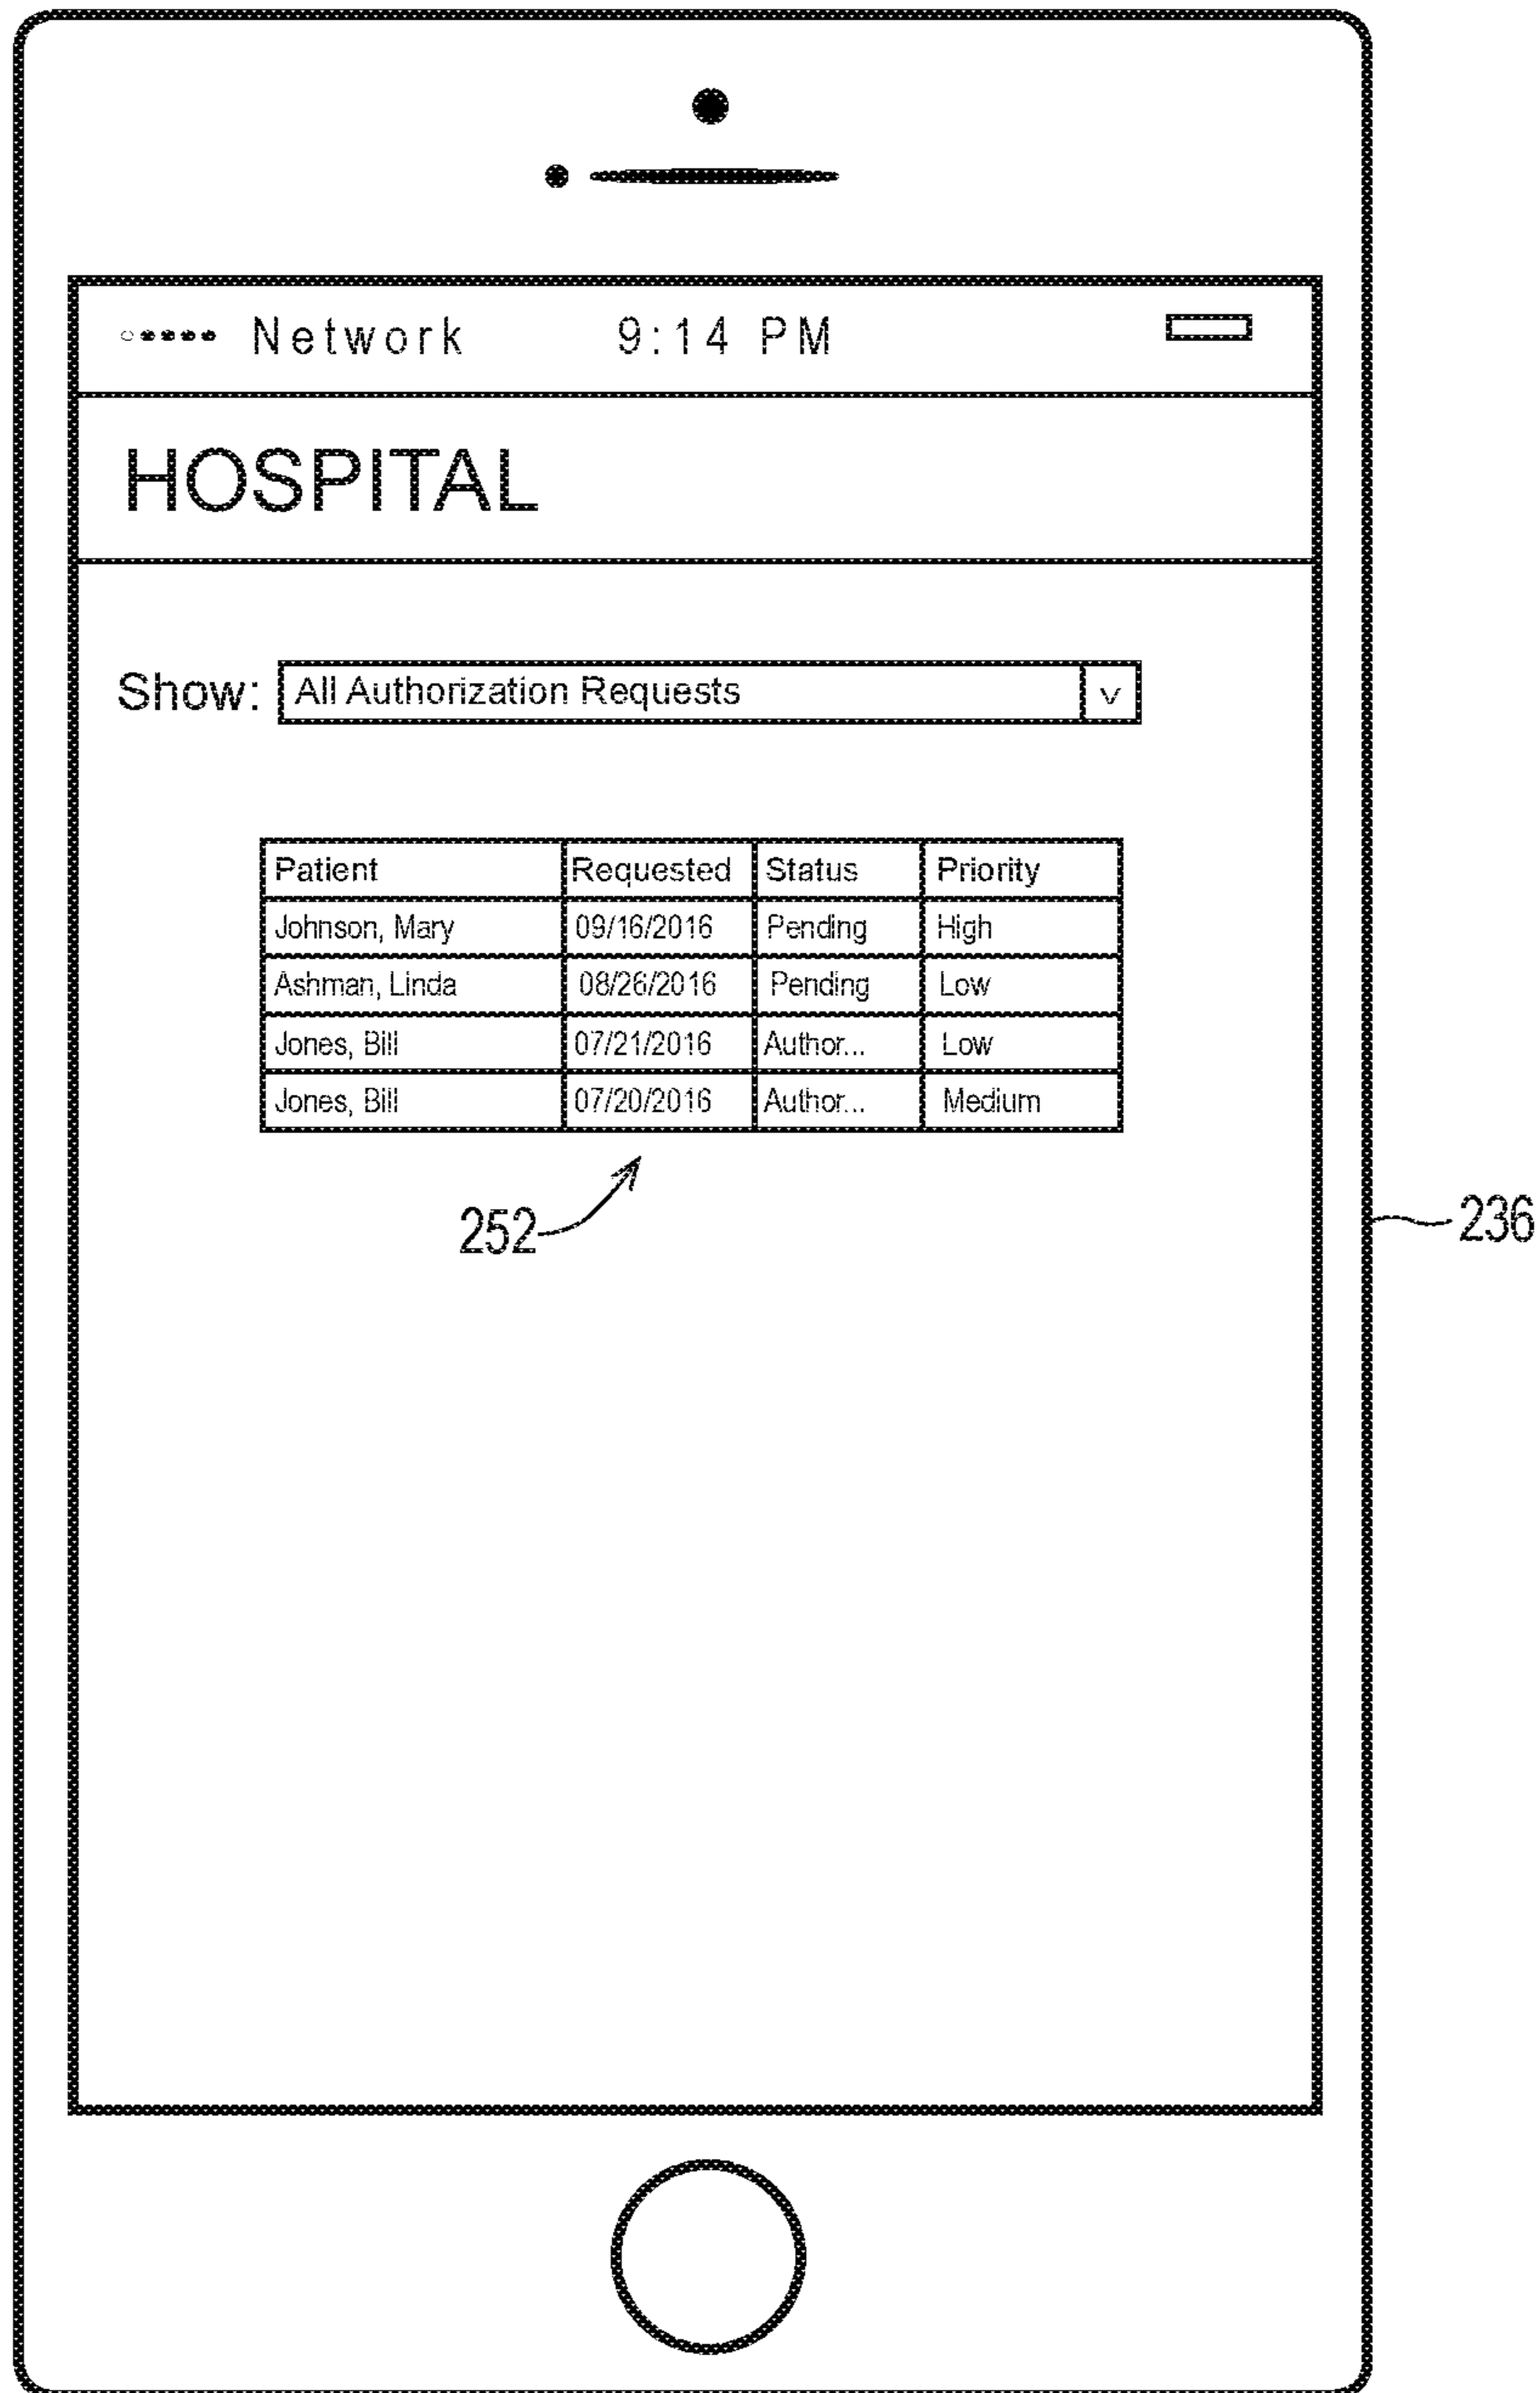 Network 9:14 PM
HOSPITAL
Show: All Authorization Requests v
Patient Requested Status Priority
Johnson, Mary 09/16/2016 Pending High
Ashman, Linda 08/26/2016 Pending Low
Jones, Bill 07/21/2016 Author... Low
Jones, Bill 07/20/2016 Author... Medium
252
236